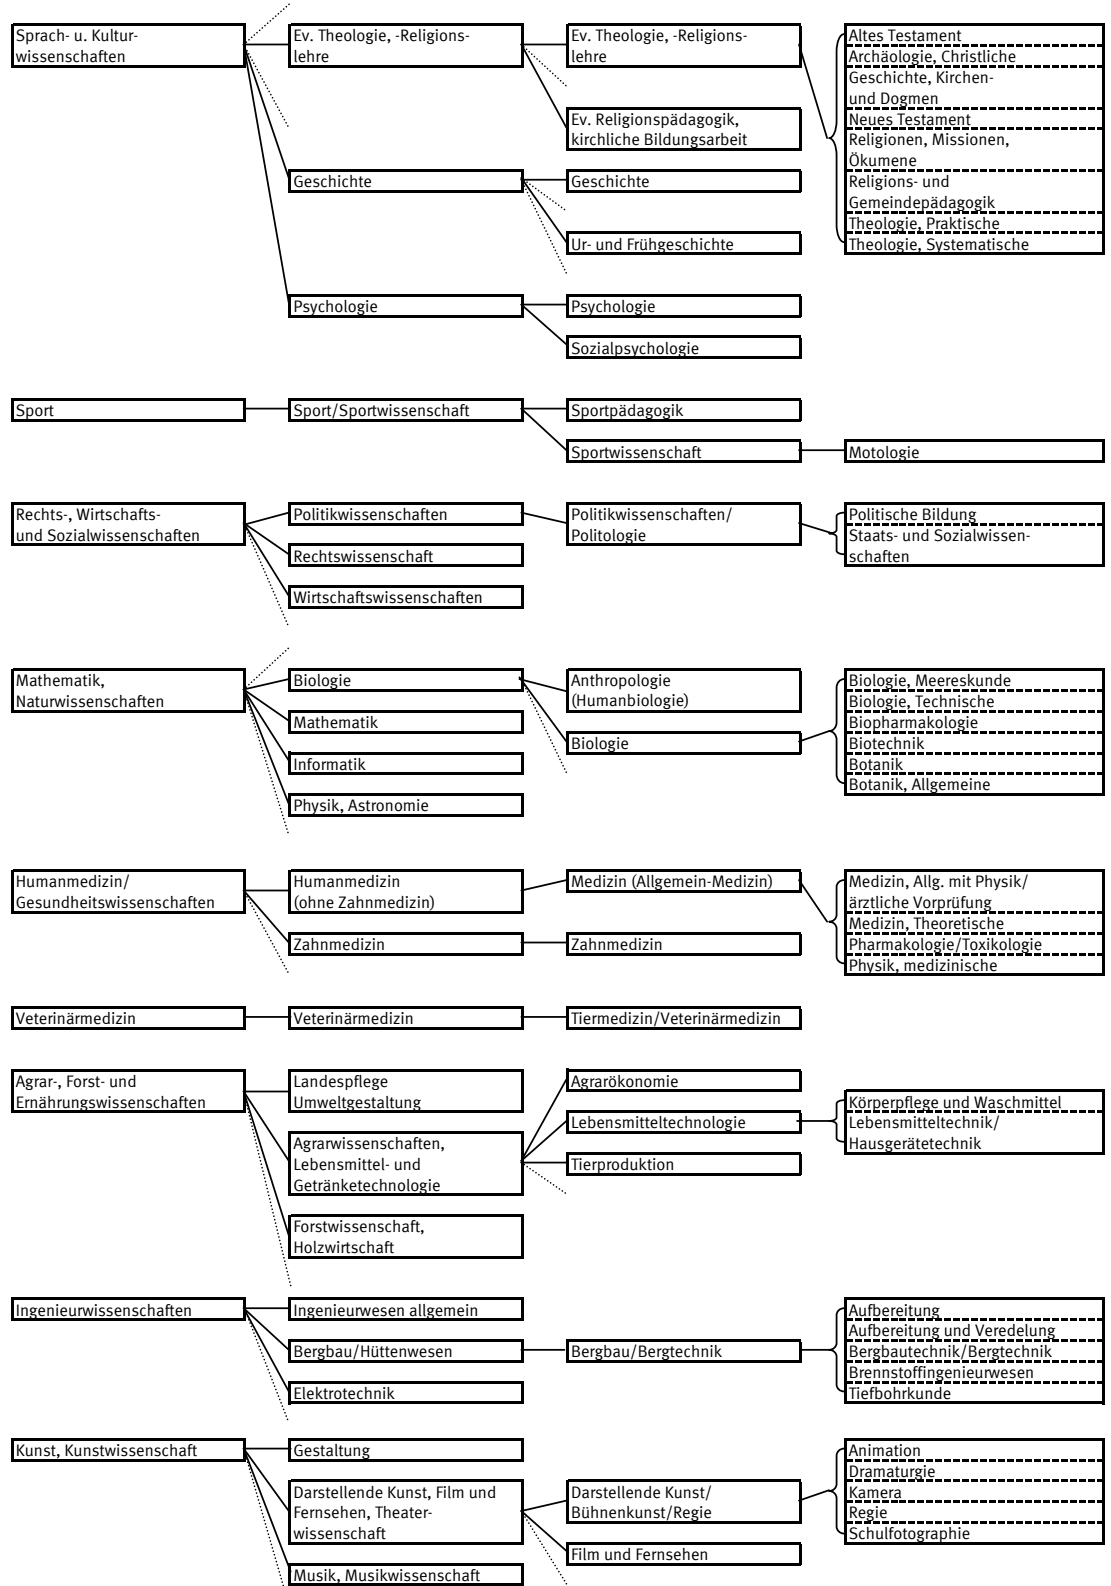 Sprach- u. Kultur-
wissenschaften
Ev. Theologie, -Religions-
lehre
Ev. Theologie, -Religions-
lehre
Altes Testament
Archäologie, Christliche
Geschichte, Kirchen-
und Dogmen
Neues Testament
Religionen, Missionen,
Ökumene
Religions- und
Gemeindepädagogik
Theologie, Praktische
Theologie, Systematische
Ev. Religionspädagogik,
kirchliche Bildungsarbeit
Geschichte
Geschichte
Ur- und Frühgeschichte
Psychologie
Psychologie
Sozialpsychologie
Sport
Sport/Sportwissenschaft
Sportpädagogik
Sportwissenschaft
Motologie
Rechts-, Wirtschafts-
und Sozialwissenschaften
Politikwissenschaften
Politikwissenschaften/
Politologie
Politische Bildung
Staats- und Sozialwissen-
schaften
Rechtswissenschaft
Wirtschaftswissenschaften
Mathematik,
Naturwissenschaften
Biologie
Anthropologie
(Humanbiologie)
Biologie
Biologie, Meereskunde
Biologie, Technische
Biopharmakologie
Biotechnik
Botanik
Botanik, Allgemeine
Mathematik
Informatik
Physik, Astronomie
Humanmedizin/
Gesundheitswissenschaften
Humanmedizin
(ohne Zahnmedizin)
Medizin (Allgemein-Medizin)
Medizin, Allg. mit Physik/
ärztliche Vorprüfung
Medizin, Theoretische
Pharmakologie/Toxikologie
Physik, medizinische
Zahnmedizin
Zahnmedizin
Veterinärmedizin
Veterinärmedizin
Tiermedizin/Veterinärmedizin
Agrar-, Forst- und
Ernährungswissenschaften
Landespflege
Umweltgestaltung
Agrarwissenschaften,
Lebensmittel- und
Getränketechnologie
Agrarökonomie
Lebensmitteltechnologie
Körperpflege und Waschmittel
Lebensmitteltechnik/
Hausgerätetechnik
Tierproduktion
Forstwissenschaft,
Holzwirtschaft
Ingenieurwissenschaften
Ingenieurwesen allgemein
Bergbau/Hüttenwesen
Bergbau/Bergtechnik
Aufbereitung
Aufbereitung und Veredelung
Bergbautechnik/Bergtechnik
Brennstoffingenieurwesen
Tiefbohrkunde
Elektrotechnik
Kunst, Kunstwissenschaft
Gestaltung
Darstellende Kunst, Film und
Fernsehen, Theater-
wissenschaft
Darstellende Kunst/
Bühnenkunst/Regie
Animation
Dramaturgie
Kamera
Regie
Schulfotographie
Film und Fernsehen
Musik, Musikwissenschaft